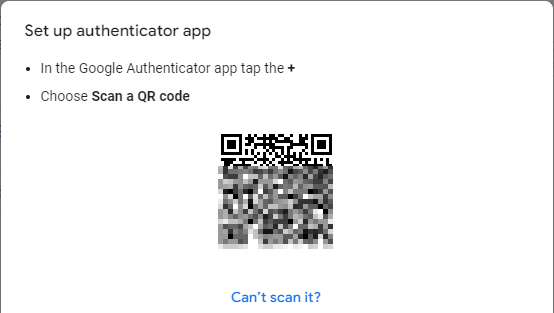 Set up authenticator app
In the Google Authenticator app tap the +
Choose Scan a QR code
Can't scan it?